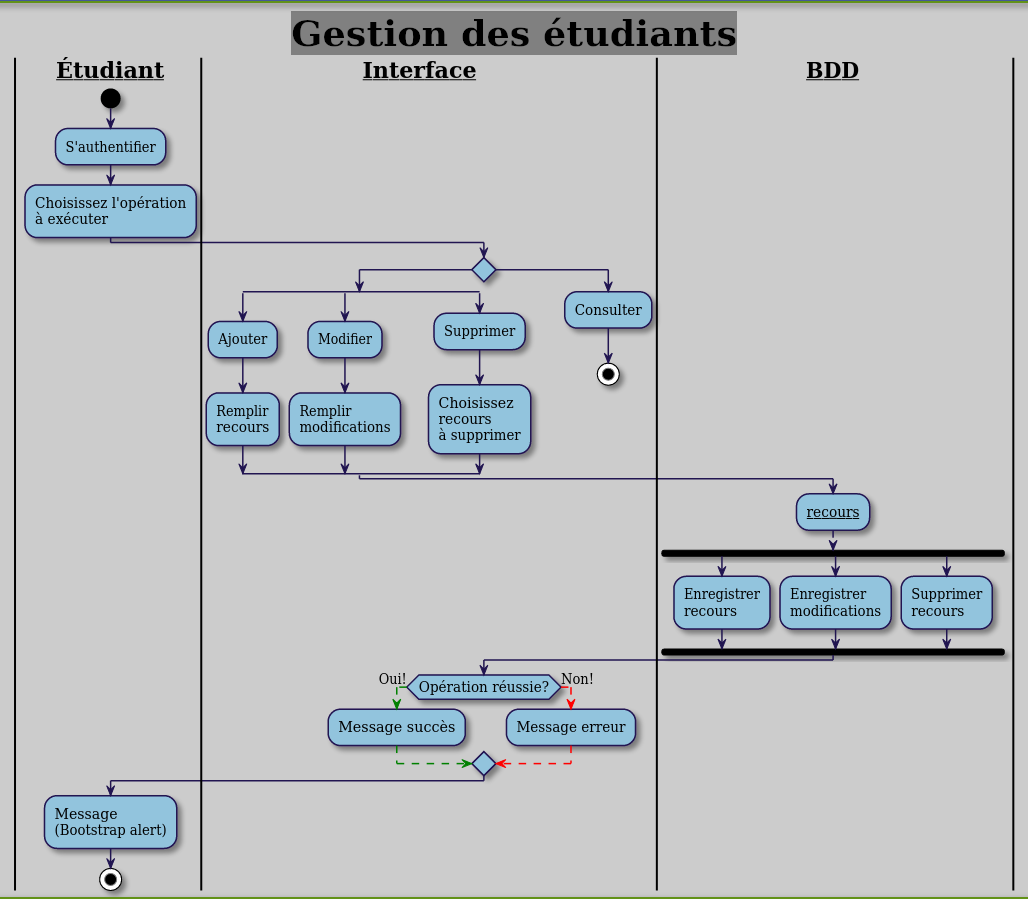 Gestion des étudiants
Étudiant
Interface
BDD
S'authentifier
Choisissez l'opération
à exécuter
Consulter
Ajouter
Modifier
Supprimer
Remplir
recours
Remplir
modifications
Choisissez
recours
à supprimer
recours
Enregistrer
recours
Enregistrer
modifications
Supprimer
recours
Oui!
Opération réussie?
Non!
Message succès
Message erreur
Message
(Bootstrap alert)